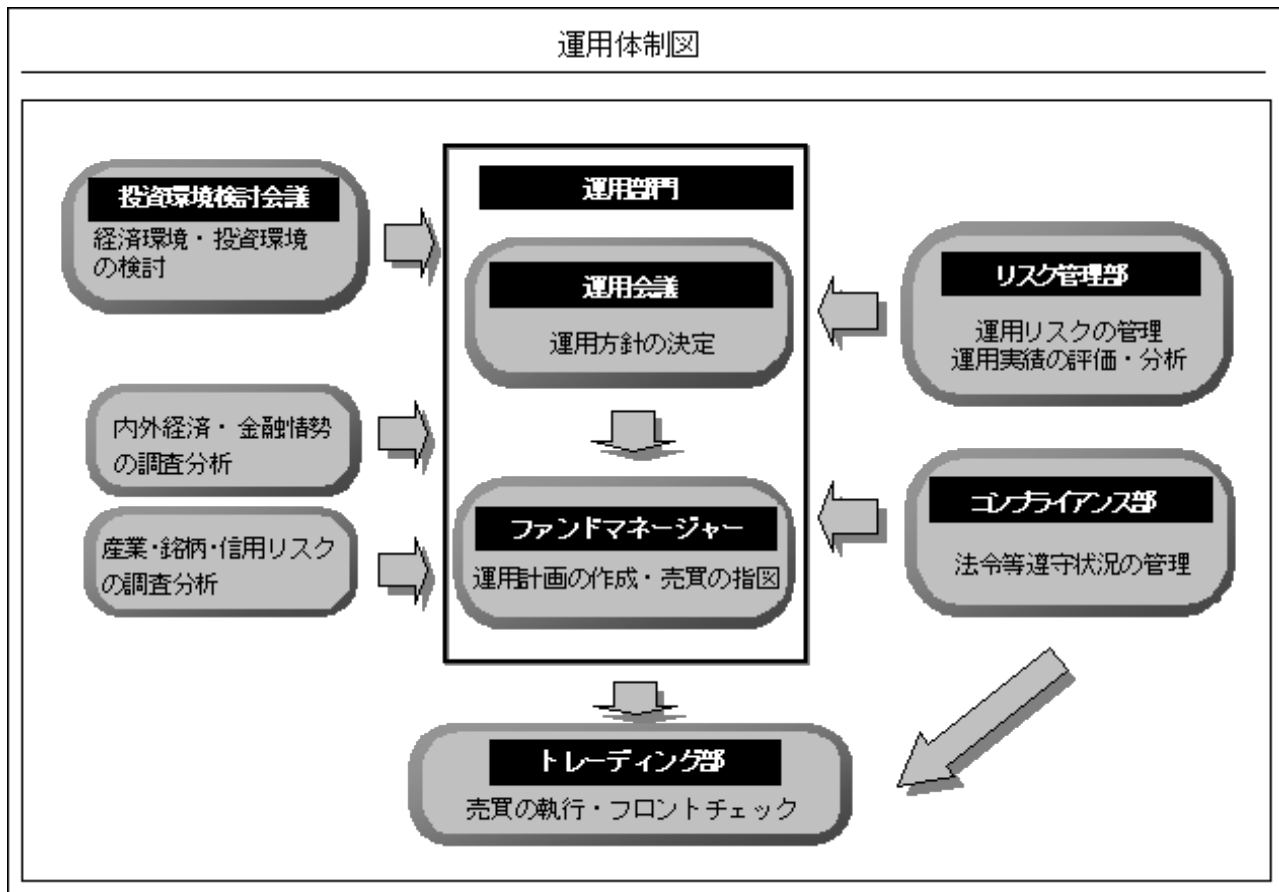 運用体制図
投資環境検討会議
経済環境・投資環境
の検討
内外経済・金融情勢
の調査分析
産業・銘柄・信用リスク
の調査分析
運用部門
運用会議
運用方針の決定
ファンドマネージャー
運用計画の作成・売買の指図
リスク管理部
運用リスクの管理
運用実績の評価・分析
コンプライアンス部
法令等遵守状況の管理
トレーディング部
売買の執行・フロントチェック